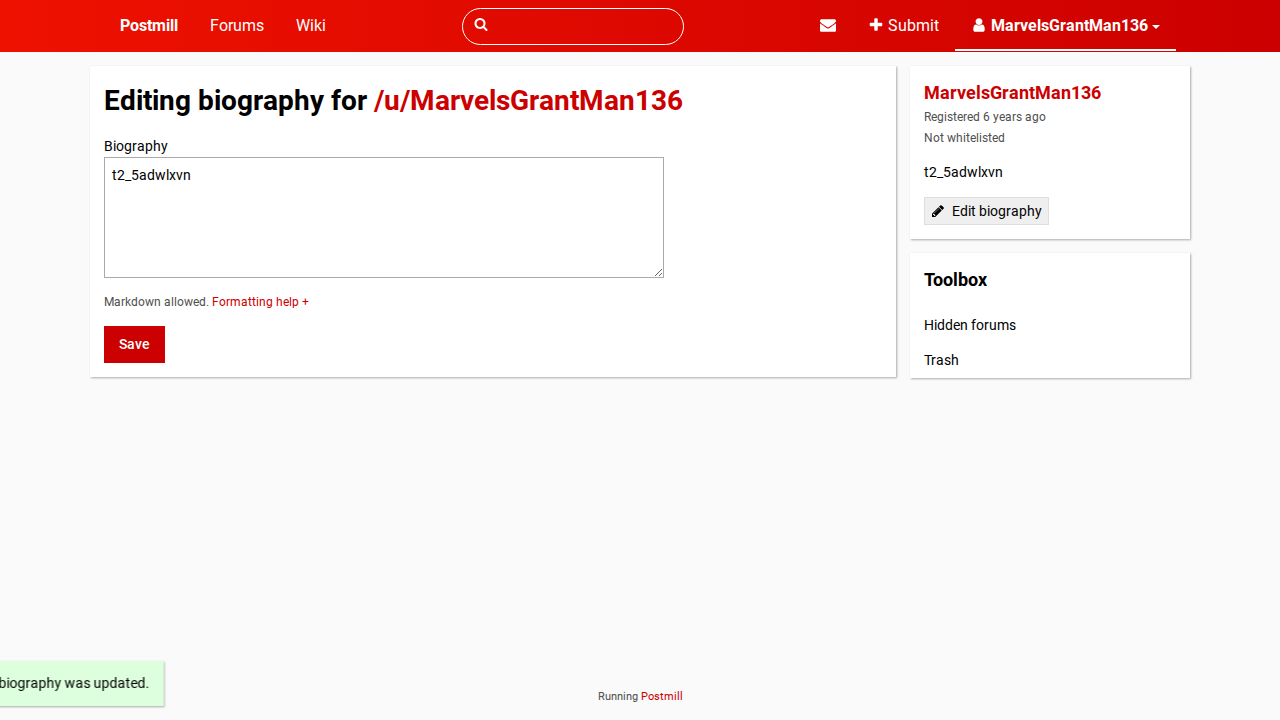 Postmill Forums Wiki Submit MarvelsGrantMan136
Editing biography for /u/MarvelsGrantMan136
Biography
t2_5adwlxvn
Markdown allowed. Formatting help +
Save
MarvelsGrantMan136
Registered 6 years ago
Not whitelisted
t2_5adwlxvn
Edit biography
Toolbox
Hidden forums
Trash
biography was updated.
Running Postmill